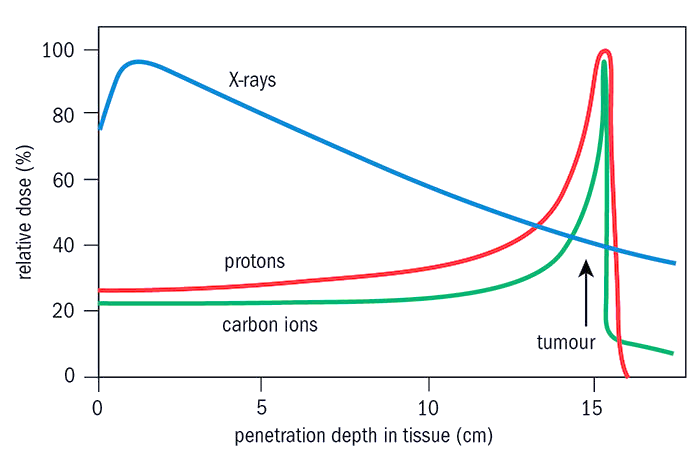 100
80
60
40
20
0
relative dose (%)
X-rays
protons
carbon ions
tumour
0
5
10
15
penetration depth in tissue (cm)